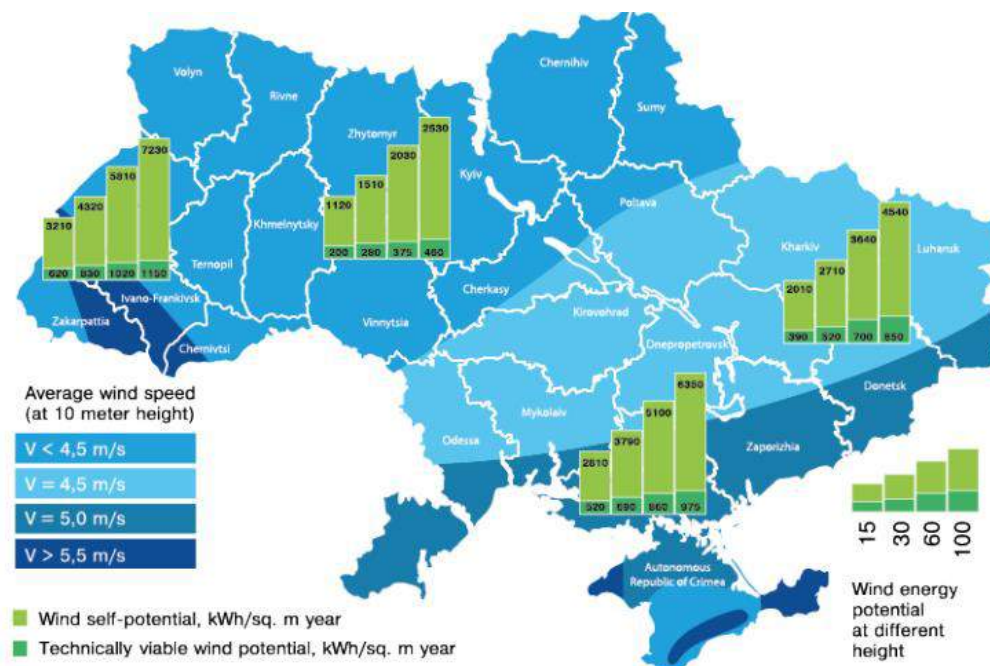 Volyn
Rivne
Zhytomyr
Chernihiv
Sumy
Kyiv
Poltava
Kharkiv
Luhansk
Khmelnytsky
Ternopil
Cherkasy
Vinnytsia
Kirovohrad
Dnepropetrovsk
Donetsk
Ivano-Frankivsk
Zakarpattia
Chernivtsi
Mykolaiv
Odessa
Zaporizhia
Autonomous
Republic of Crimea
3210 4320 5810 7230
620 830 1020 1150
1120 1510 2030 2530
200 280 375 460
2010 2710 3640 4540
390 520 700 850
2810 3790 5100 6350
520 690 860 975
Average wind speed
(at 10 meter height)
V < 4,5 m/s
V = 4,5 m/s
V = 5,0 m/s
V > 5,5 m/s
Wind self-potential, kWh/sq. m year
Technically viable wind potential, kWh/sq. m year
15 30 60 100
Wind energy
potential
at different
height